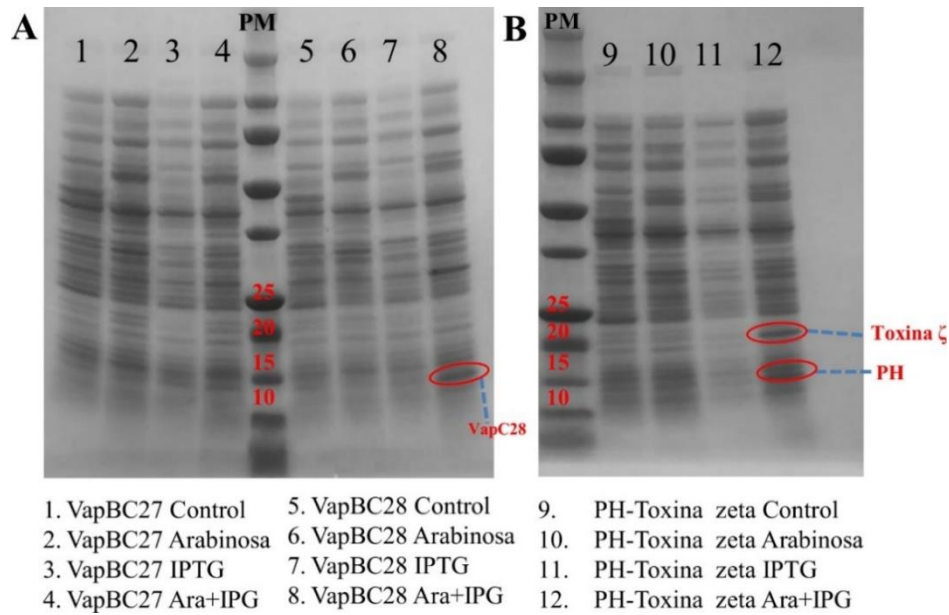 A
PM
1 2 3 4 5 6 7 8
25
20
15
10
VapC28
B
PM
9 10 11 12
25
20
15
10
Toxina ζ
PH
1. VapBC27 Control
2. VapBC27 Arabinosa
3. VapBC27 IPTG
4. VapBC27 Ara+IPG
5. VapBC28 Control
6. VapBC28 Arabinosa
7. VapBC28 IPTG
8. VapBC28 Ara+IPG
9. PH-Toxina zeta Control
10. PH-Toxina zeta Arabinosa
11. PH-Toxina zeta IPTG
12. PH-Toxina zeta Ara+IPG